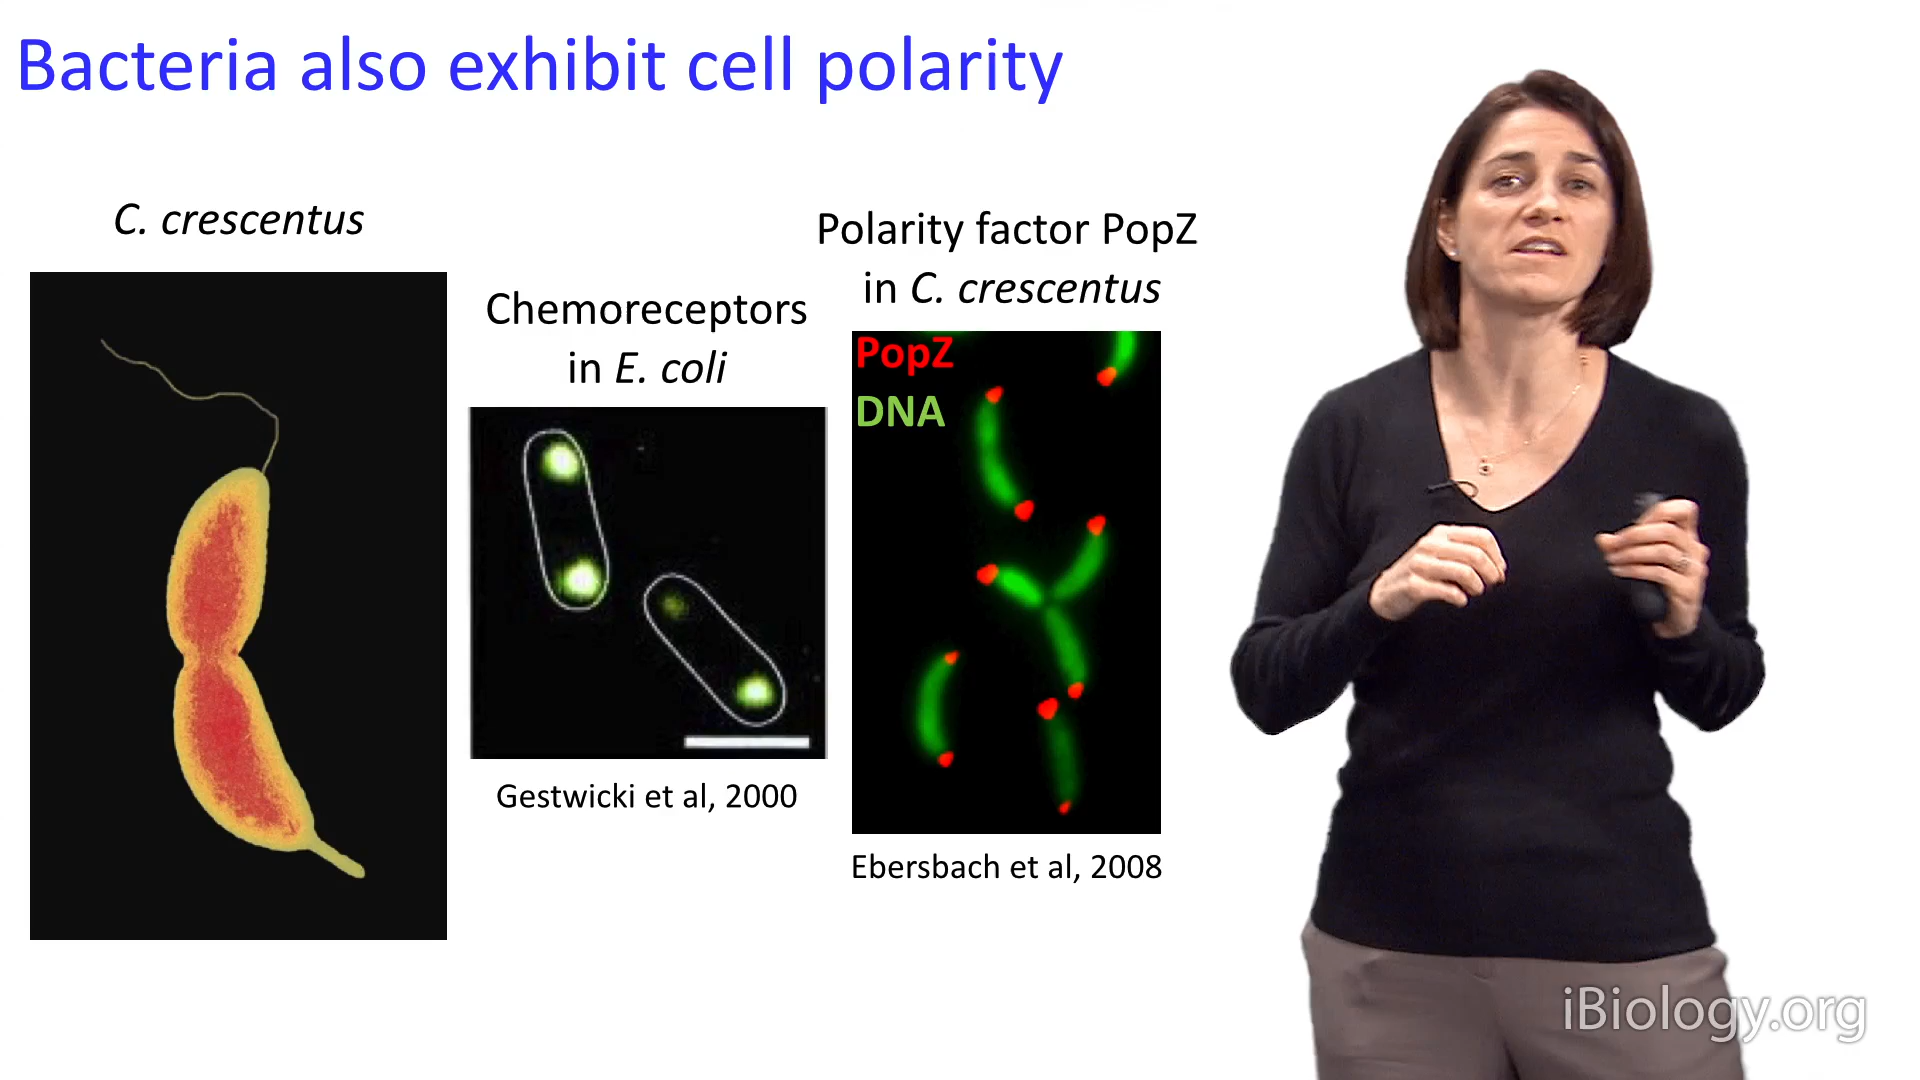 Bacteria also exhibit cell polarity
C. crescentus
Chemoreceptors
in E. coli
Gestwicki et al, 2000
Polarity factor PopZ
in C. crescentus
PopZ
DNA
Ebersbach et al, 2008
iBiology.org